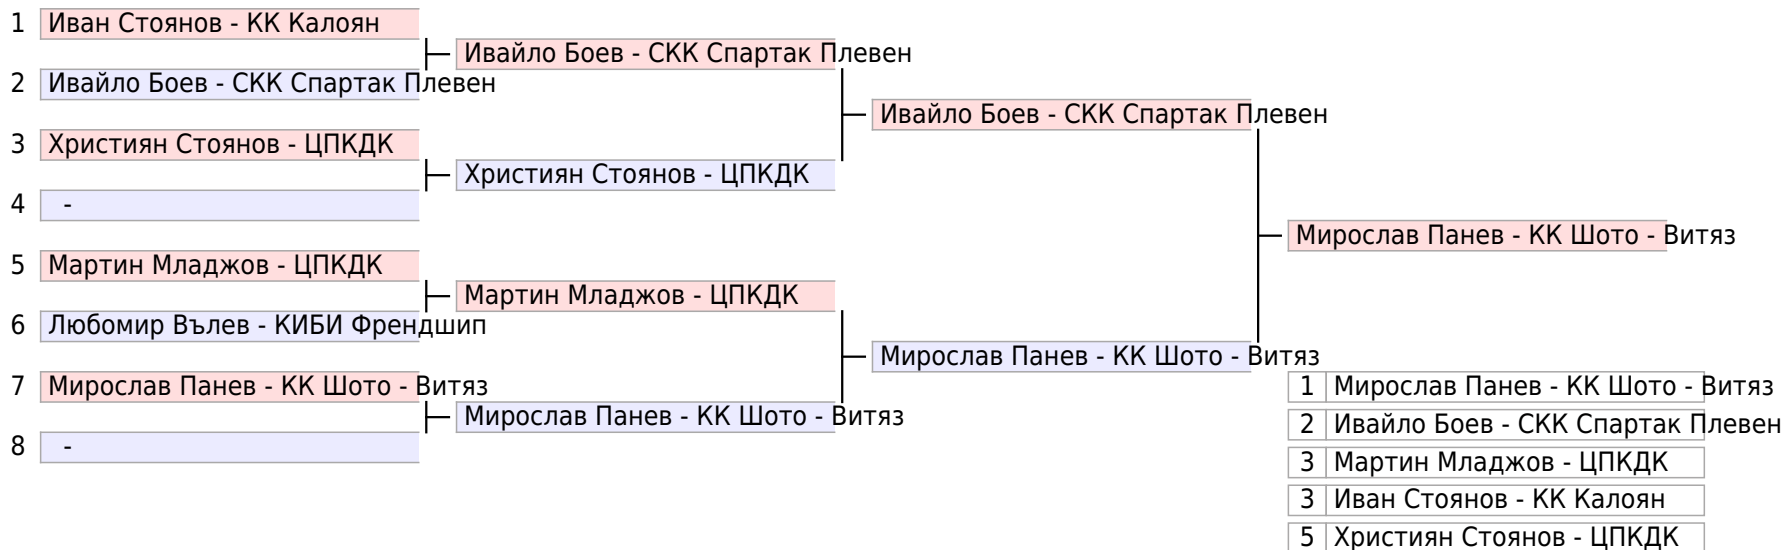 1 Иван Стоянов - КК Калоян
2 Ивайло Боев - СКК Спартак Плевен
3 Християн Стоянов - ЦПКДК
4 -
5 Мартин Младжов - ЦПКДК
6 Любомир Вълев - КИБИ Френдшип
7 Мирослав Панев - КК Шото - Витяз
8 -
Ивайло Боев - СКК Спартак Плевен
Християн Стоянов - ЦПКДК
Мартин Младжов - ЦПКДК
Мирослав Панев - КК Шото - Витяз
Ивайло Боев - СКК Спартак Плевен
Мирослав Панев - КК Шото - Витяз
Мирослав Панев - КК Шото - Витяз
1 Мирослав Панев - КК Шото - Витяз
2 Ивайло Боев - СКК Спартак Плевен
3 Мартин Младжов - ЦПКДК
3 Иван Стоянов - КК Калоян
5 Християн Стоянов - ЦПКДК